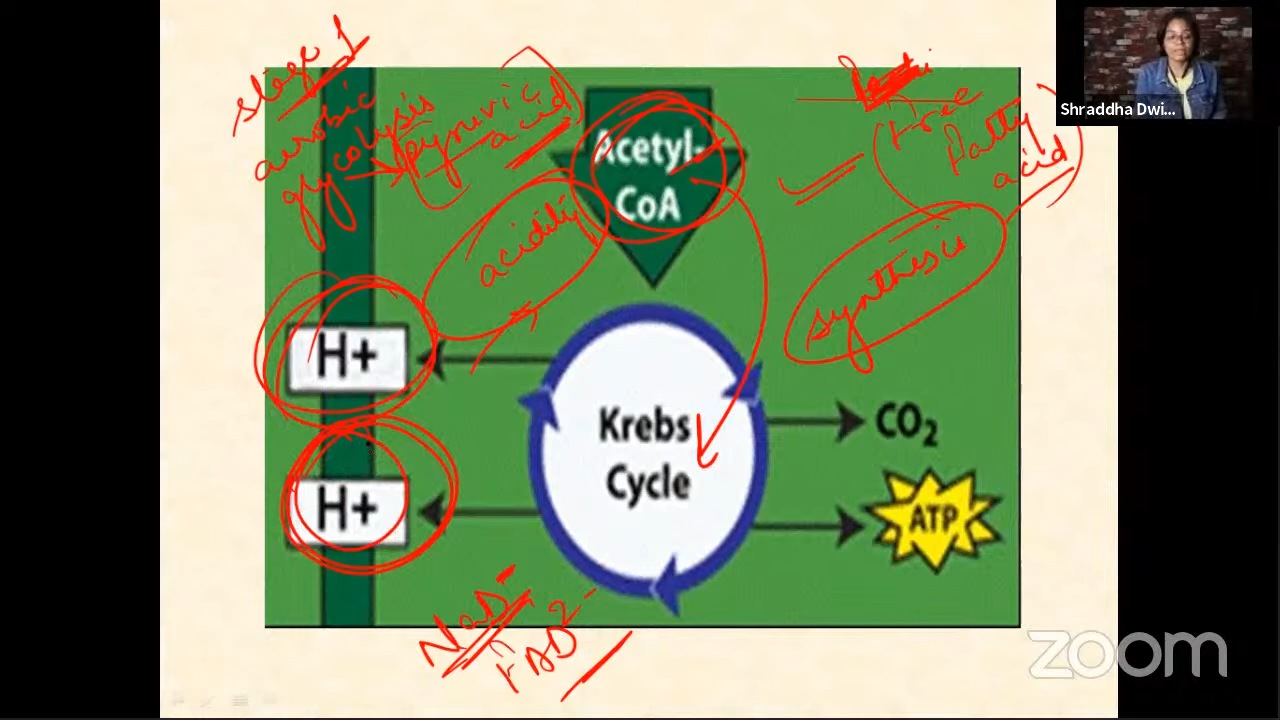 stage 1
aerobic
glycolysis → pyruvic
acid
Acetyl-
CoA
free
fatty
acid
Shraddha Dwi...
acidity
synthesis
H+
Krebs
Cycle
CO₂
H+
ATP
NaD⁻
FAD²⁻
zoom